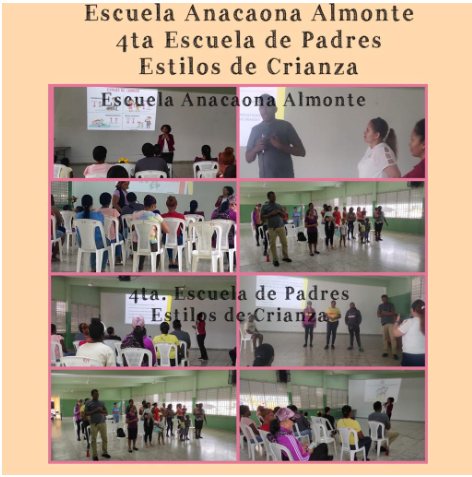 Escuela Anacaona Almonte
4ta Escuela de Padres
Estilos de Crianza
Escuela Anacaona Almonte
4ta. Escuela de Padres
Estilos de Crianza